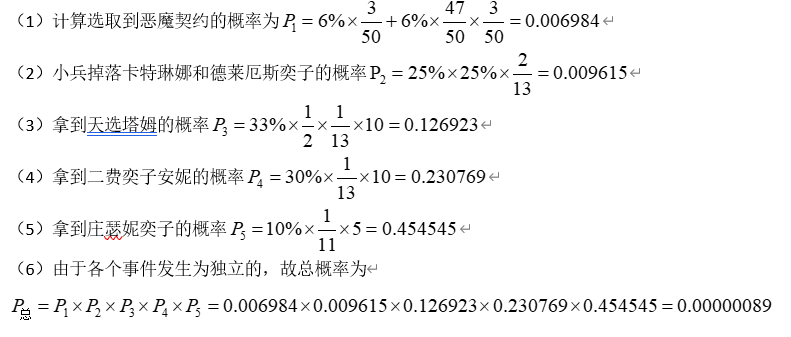 （1）计算选取到恶魔契约的概率为 P₁ = 6%×3/50+6%×47/50×3/50 = 0.006984↵
（2）小兵掉落卡特琳娜和德莱厄斯奕子的概率P₂ = 25%×25%×2/13 = 0.009615↵
（3）拿到天选塔姆的概率 P₃ = 33%×1/2×1/13×10 = 0.126923↵
（4）拿到二费奕子安妮的概率 P₄ = 30%×1/13×10 = 0.230769↵
（5）拿到庄瑟妮奕子的概率 P₅ = 10%×1/11×5 = 0.454545↵
（6）由于各个事件发生为独立的，故总概率为↵
P总 = P₁×P₂×P₃×P₄×P₅ = 0.006984×0.009615×0.126923×0.230769×0.454545 = 0.00000089